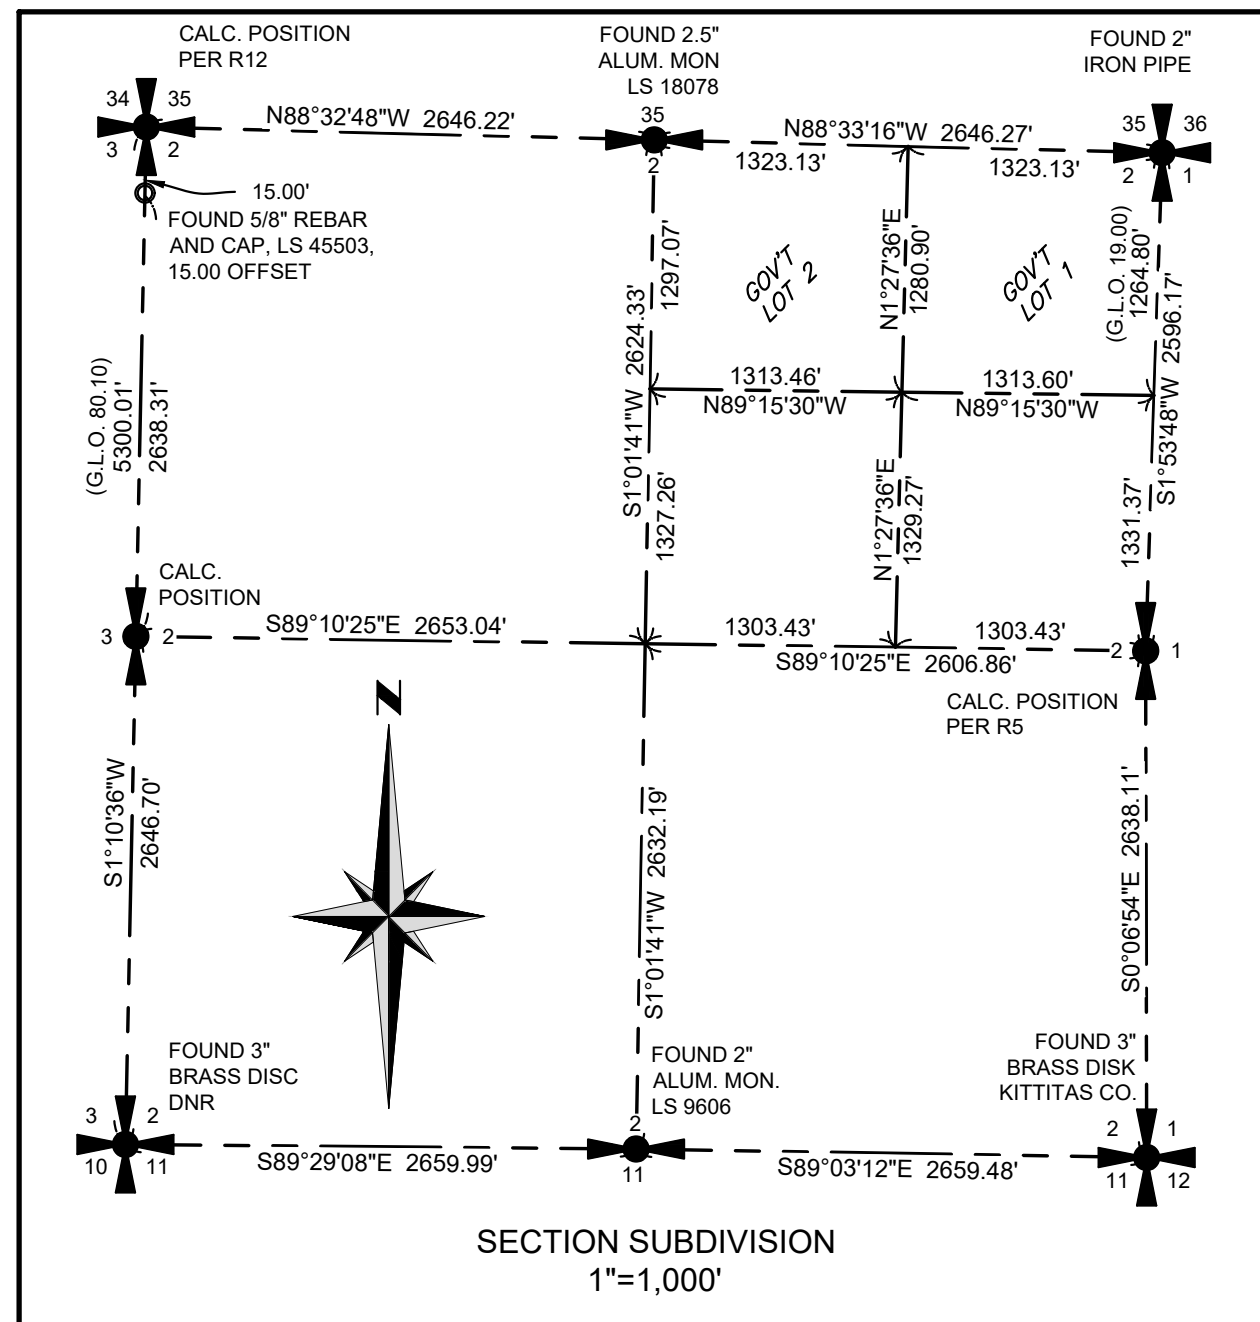 CALC. POSITION
PER R12
FOUND 2.5"
ALUM. MON
LS 18078
FOUND 2"
IRON PIPE
34 35
3 2
N88°32'48"W 2646.22'
35
2
N88°33'16"W 2646.27'
1323.13'
1323.13'
35 36
2 1
15.00'
FOUND 5/8" REBAR
AND CAP, LS 45503,
15.00 OFFSET
1297.07'
S1°01'41"W 2624.33'
1327.26'
GOV'T
LOT 2
N1°27'36"E
1280.90'
GOV'T
LOT 1
(G.L.O. 19.00)
1264.80'
S1°53'48"W 2596.17'
1331.37'
1313.46'
N89°15'30"W
1313.60'
N89°15'30"W
(G.L.O. 80.10)
5300.01'
2638.31'
N1°27'36"E
1329.27'
CALC.
POSITION
3 2
S89°10'25"E 2653.04'
1303.43'
1303.43'
S89°10'25"E 2606.86'
2 1
CALC. POSITION
PER R5
N
S1°10'36"W
2646.70'
S1°01'41"W 2632.19'
S0°06'54"E 2638.11'
FOUND 3"
BRASS DISC
DNR
FOUND 2"
ALUM. MON.
LS 9606
FOUND 3"
BRASS DISK
KITTITAS CO.
3 2
10 11
S89°29'08"E 2659.99'
2
11
S89°03'12"E 2659.48'
2 1
11 12
SECTION SUBDIVISION
1"=1,000'